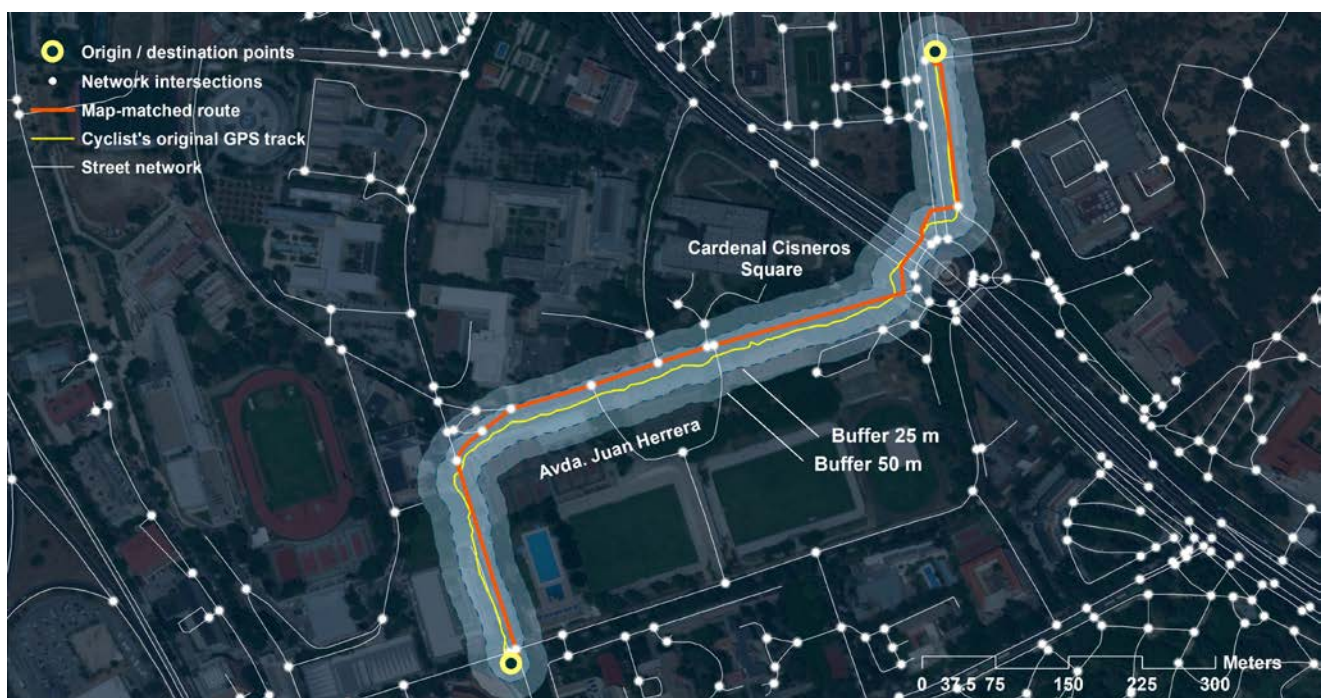 Origin / destination points
Network intersections
Map-matched route
Cyclist's original GPS track
Street network
Cardenal Cisneros
Square
Avda. Juan Herrera
Buffer 25 m
Buffer 50 m
Meters
0 37.5 75 150 225 300